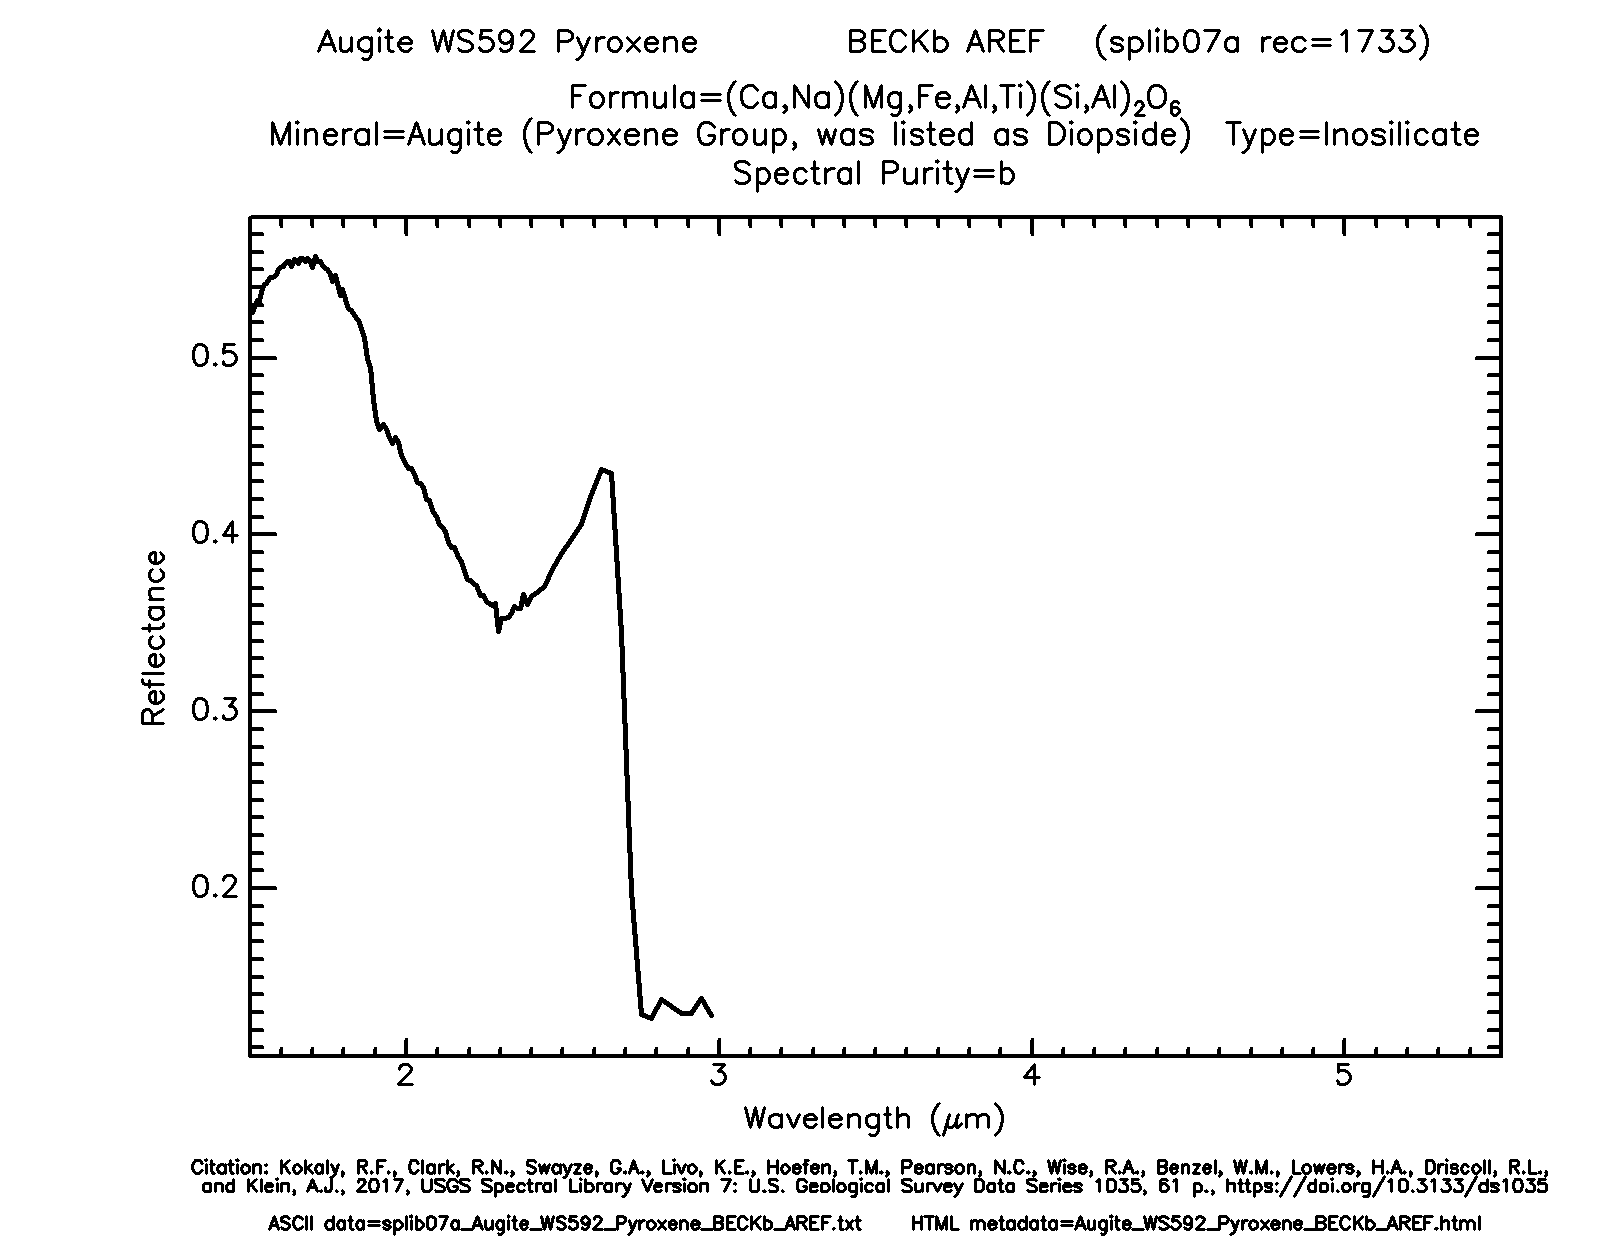 Augite WS592 Pyroxene BECKb AREF (splib07a rec=1733)
Formula=(Ca,Na)(Mg,Fe,Al,Ti)(Si,Al)₂O₆
Mineral=Augite (Pyroxene Group, was listed as Diopside) Type=Inosilicate
Spectral Purity=b
0.5
0.4
0.3
0.2
Reflectance
2 3 4 5
Wavelength (μm)
Citation: Kokaly, R.F., Clark, R.N., Swayze, G.A., Livo, K.E., Hoefen, T.M., Pearson, N.C., Wise, R.A., Benzel, W.M., Lowers, H.A., Driscoll, R.L.,
and Klein, A.J., 2017, USGS Spectral Library Version 7: U.S. Geological Survey Data Series 1035, 61 p., https://doi.org/10.3133/ds1035
ASCII data=splib07a_Augite_WS592_Pyroxene_BECKb_AREF.txt HTML metadata=Augite_WS592_Pyroxene_BECKb_AREF.html